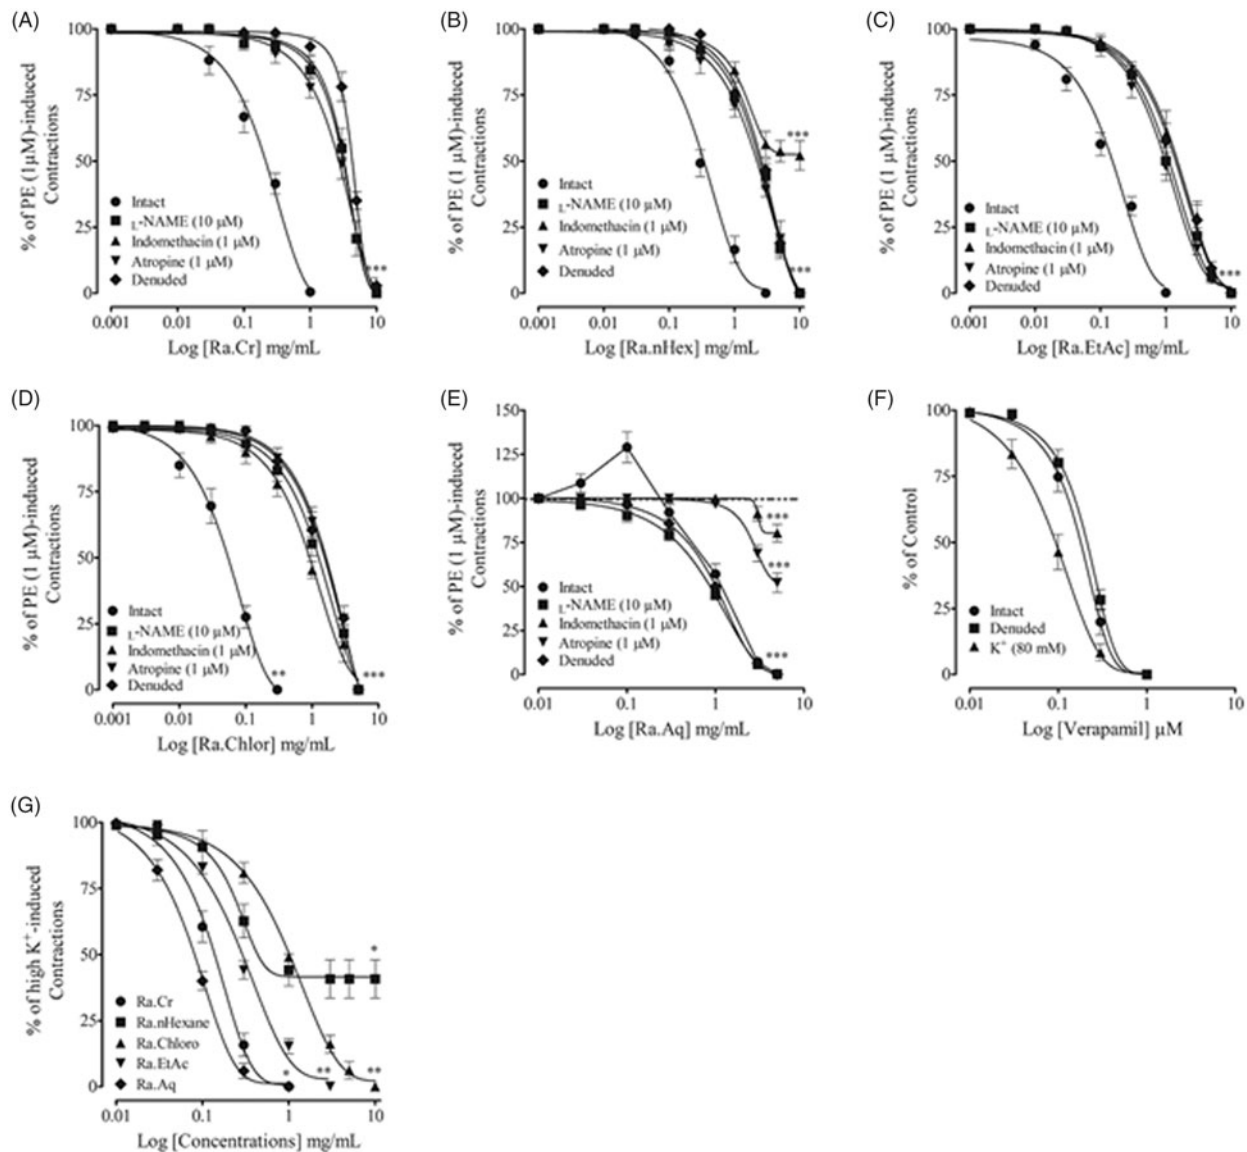 (A)
% of PE (1µM)-induced
Contractions
100
75
50
25
0
Intact
L-NAME (10 µM)
Indomethacin (1 µM)
Atropine (1 µM)
Denuded
***
0.001 0.01 0.1 1 10
Log [Ra.Cr] mg/mL
(B)
% of PE (1 µM)-induced
Contractions
100
75
50
25
0
Intact
L-NAME (10 µM)
Indomethacin (1 µM)
Atropine (1 µM)
Denuded
***
***
0.001 0.01 0.1 1 10
Log [Ra.nHex] mg/mL
(C)
% of PE (1 µM)-induced
Contractions
100
75
50
25
0
Intact
L-NAME (10 µM)
Indomethacin (1 µM)
Atropine (1 µM)
Denuded
***
0.001 0.01 0.1 1 10
Log [Ra.EtAc] mg/mL
(D)
% of PE (1 µM)-induced
Contractions
100
75
50
25
0
Intact
L-NAME (10 µM)
Indomethacin (1 µM)
Atropine (1 µM)
Denuded
**
***
0.001 0.01 0.1 1 10
Log [Ra.Chlor] mg/mL
(E)
% of PE (1 µM)-induced
Contractions
150
125
100
75
50
25
0
Intact
L-NAME (10 µM)
Indomethacin (1 µM)
Atropine (1 µM)
Denuded
***
***
***
0.01 0.1 1 10
Log [Ra.Aq] mg/mL
(F)
% of Control
100
75
50
25
0
Intact
Denuded
K+ (80 mM)
0.01 0.1 1 10
Log [Verapamil] µM
(G)
% of high K+-induced
Contractions
100
75
50
25
0
Ra.Cr
Ra.nHexane
Ra.Chloro
Ra.EtAc
Ra.Aq
*
* ** **
0.01 0.1 1 10
Log [Concentrations] mg/mL